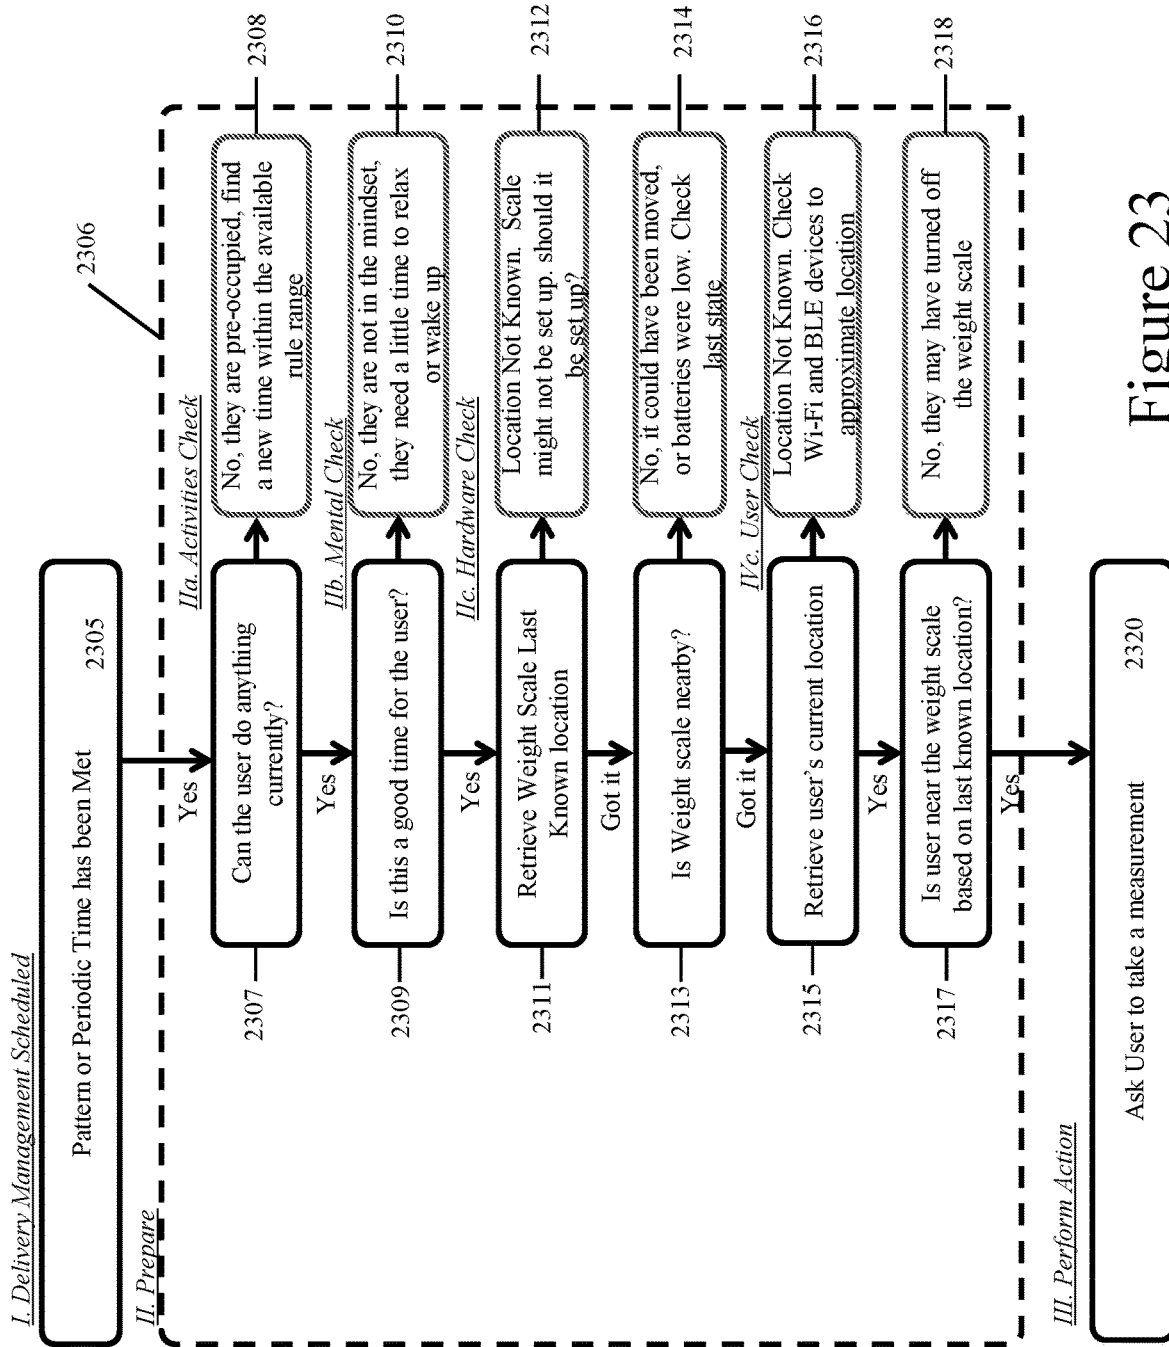 I. Delivery Management Scheduled
Pattern or Periodic Time has been Met
2305
II. Prepare
2306
Yes
IIa. Activities Check
2307
Can the user do anything
currently?
No, they are pre-occupied, find
a new time within the available
rule range
2308
Yes
IIb. Mental Check
2309
Is this a good time for the user?
No, they are not in the mindset,
they need a little time to relax
or wake up
2310
Yes
IIc. Hardware Check
2311
Retrieve Weight Scale Last
Known location
Location Not Known. Scale
might not be set up. should it
be set up?
2312
Got it
2313
Is Weight scale nearby?
No, it could have been moved,
or batteries were low. Check
last state
2314
Got it
IVc. User Check
2315
Retrieve user's current location
Location Not Known. Check
Wi-Fi and BLE devices to
approximate location
2316
Yes
2317
Is user near the weight scale
based on last known location?
No, they may have turned off
the weight scale
2318
Yes
III. Perform Action
Ask User to take a measurement
2320
Figure 23